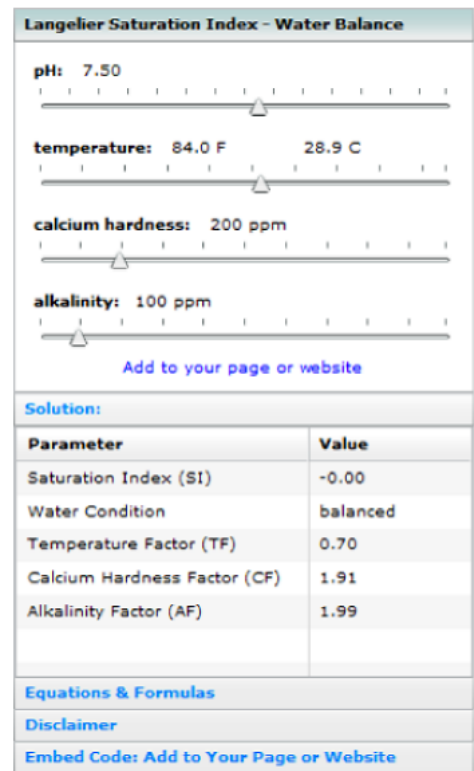 Langelier Saturation Index - Water Balance
pH: 7.50
temperature: 84.0 F 28.9 C
calcium hardness: 200 ppm
alkalinity: 100 ppm
Add to your page or website
Solution:
Parameter Value
Saturation Index (SI) -0.00
Water Condition balanced
Temperature Factor (TF) 0.70
Calcium Hardness Factor (CF) 1.91
Alkalinity Factor (AF) 1.99
Equations & Formulas
Disclaimer
Embed Code: Add to Your Page or Website